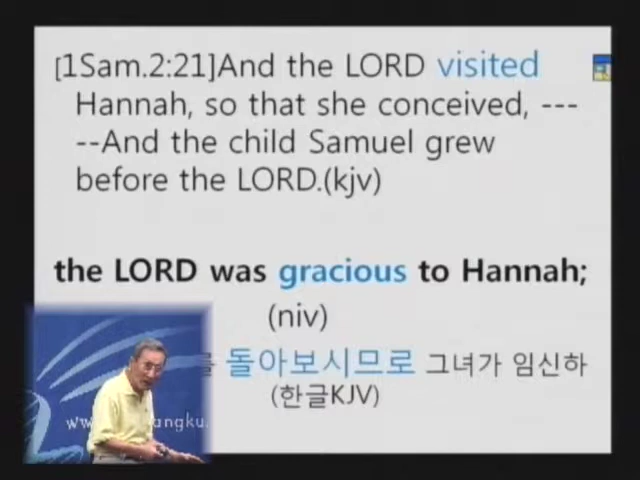 [1Sam.2:21]And the LORD visited
Hannah, so that she conceived, ---
--And the child Samuel grew
before the LORD.(kjv)
the LORD was gracious to Hannah;
(niv)
를 돌아보시므로 그녀가 임신하
(한글KJV)